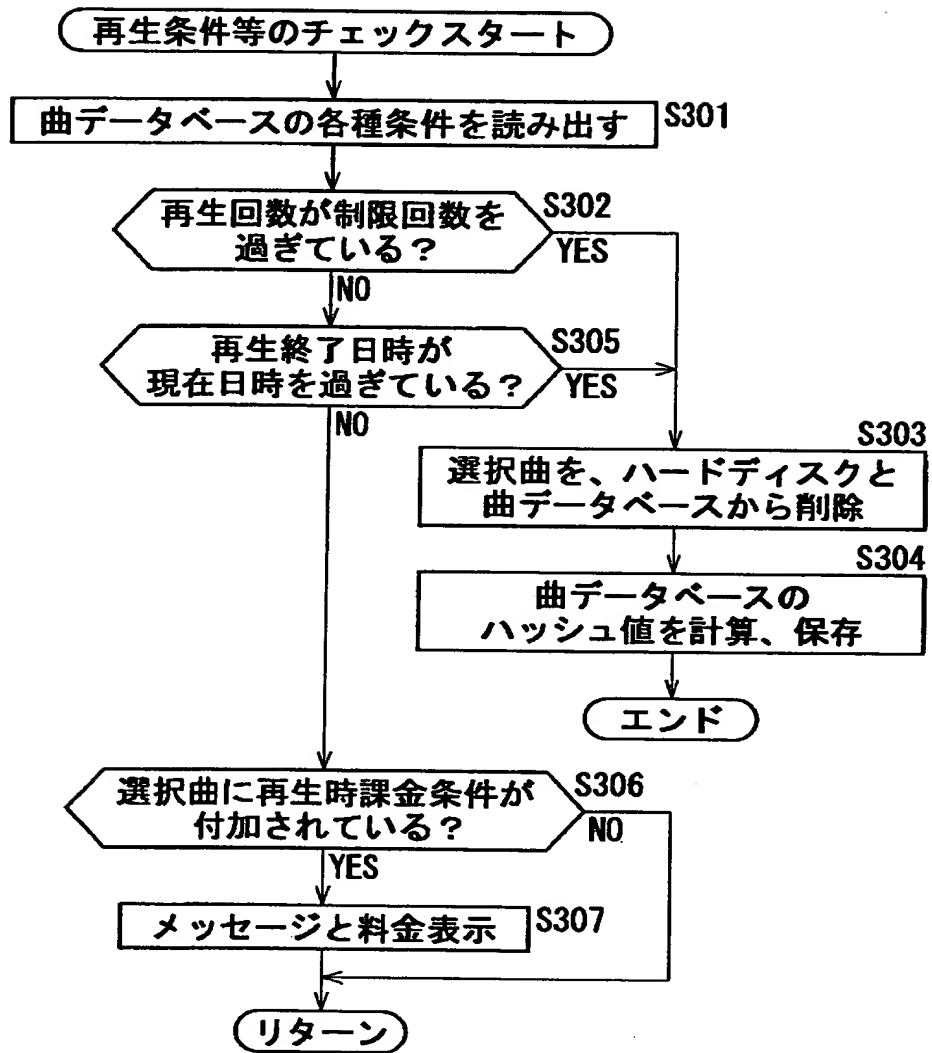 再生条件等のチェックスタート
曲データベースの各種条件を読み出す
S301
再生回数が制限回数を
過ぎている？
S302
YES
NO
再生終了日時が
現在日時を過ぎている？
S305
YES
NO
S303
選択曲を、ハードディスクと
曲データベースから削除
S304
曲データベースの
ハッシュ値を計算、保存
エンド
選択曲に再生時課金条件が
付加されている？
S306
NO
YES
メッセージと料金表示
S307
リターン